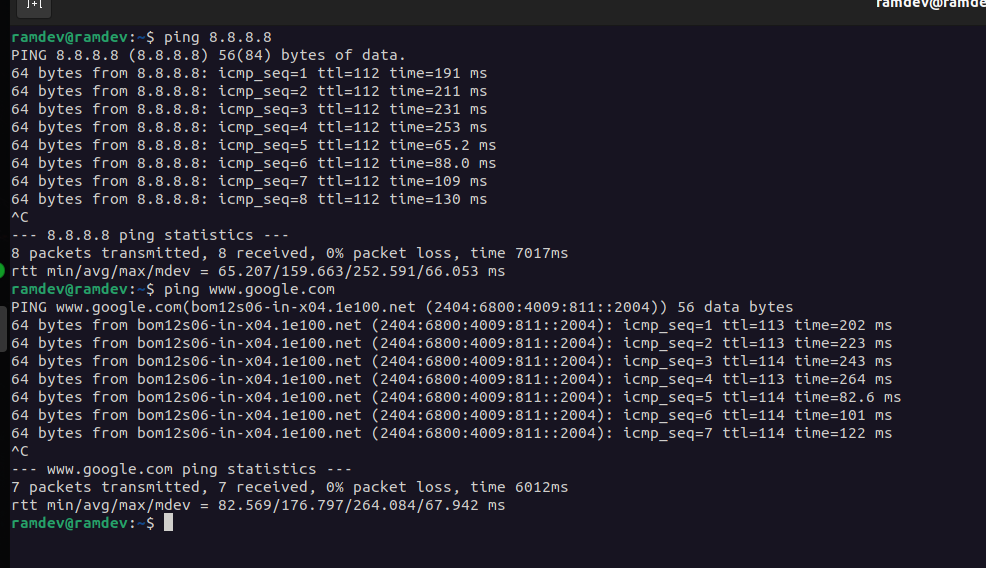 ramdev@ramde
ramdev@ramdev:~$ ping 8.8.8.8
PING 8.8.8.8 (8.8.8.8) 56(84) bytes of data.
64 bytes from 8.8.8.8: icmp_seq=1 ttl=112 time=191 ms
64 bytes from 8.8.8.8: icmp_seq=2 ttl=112 time=211 ms
64 bytes from 8.8.8.8: icmp_seq=3 ttl=112 time=231 ms
64 bytes from 8.8.8.8: icmp_seq=4 ttl=112 time=253 ms
64 bytes from 8.8.8.8: icmp_seq=5 ttl=112 time=65.2 ms
64 bytes from 8.8.8.8: icmp_seq=6 ttl=112 time=88.0 ms
64 bytes from 8.8.8.8: icmp_seq=7 ttl=112 time=109 ms
64 bytes from 8.8.8.8: icmp_seq=8 ttl=112 time=130 ms
^C
--- 8.8.8.8 ping statistics ---
8 packets transmitted, 8 received, 0% packet loss, time 7017ms
rtt min/avg/max/mdev = 65.207/159.663/252.591/66.053 ms
ramdev@ramdev:~$ ping www.google.com
PING www.google.com(bom12s06-in-x04.1e100.net (2404:6800:4009:811::2004)) 56 data bytes
64 bytes from bom12s06-in-x04.1e100.net (2404:6800:4009:811::2004): icmp_seq=1 ttl=113 time=202 ms
64 bytes from bom12s06-in-x04.1e100.net (2404:6800:4009:811::2004): icmp_seq=2 ttl=113 time=223 ms
64 bytes from bom12s06-in-x04.1e100.net (2404:6800:4009:811::2004): icmp_seq=3 ttl=114 time=243 ms
64 bytes from bom12s06-in-x04.1e100.net (2404:6800:4009:811::2004): icmp_seq=4 ttl=113 time=264 ms
64 bytes from bom12s06-in-x04.1e100.net (2404:6800:4009:811::2004): icmp_seq=5 ttl=114 time=82.6 ms
64 bytes from bom12s06-in-x04.1e100.net (2404:6800:4009:811::2004): icmp_seq=6 ttl=114 time=101 ms
64 bytes from bom12s06-in-x04.1e100.net (2404:6800:4009:811::2004): icmp_seq=7 ttl=114 time=122 ms
^C
--- www.google.com ping statistics ---
7 packets transmitted, 7 received, 0% packet loss, time 6012ms
rtt min/avg/max/mdev = 82.569/176.797/264.084/67.942 ms
ramdev@ramdev:~$